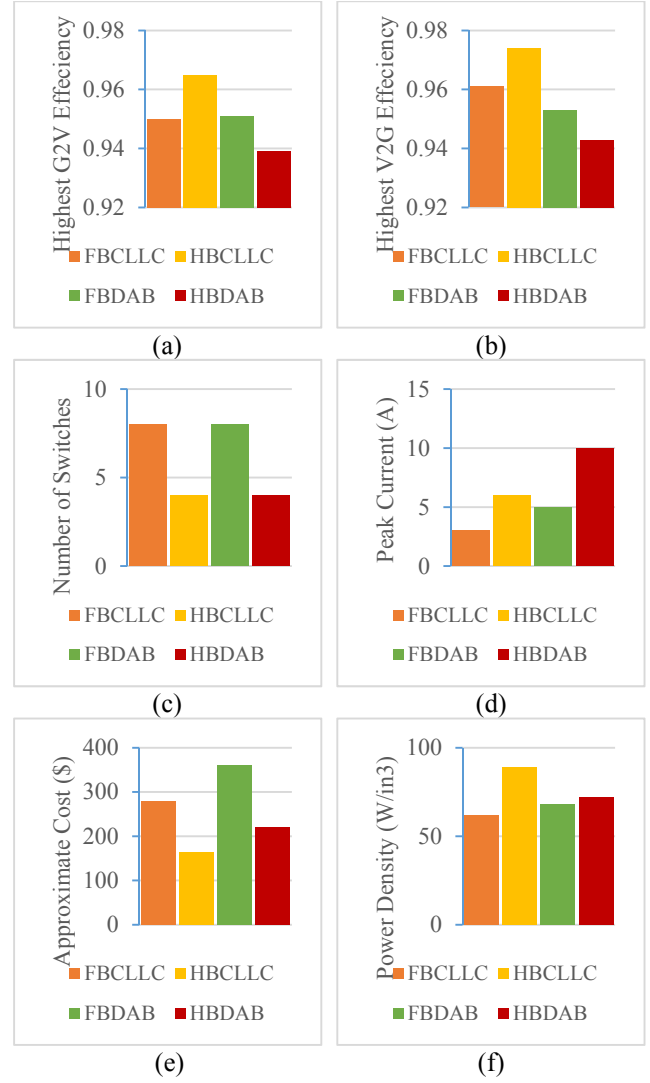 Highest G2V Effeciency
0.98
0.96
0.94
0.92
FBCLLC HBCLLC
FBDAB HBDAB
(a)
Highest V2G Effeciency
0.98
0.96
0.94
0.92
FBCLLC HBCLLC
FBDAB HBDAB
(b)
Number of Switches
10
5
0
FBCLLC HBCLLC
FBDAB HBDAB
(c)
Peak Current (A)
15
10
5
0
FBCLLC HBCLLC
FBDAB HBDAB
(d)
Approximate Cost ($)
400
300
200
100
0
FBCLLC HBCLLC
FBDAB HBDAB
(e)
Power Density (W/in3)
100
50
0
FBCLLC HBCLLC
FBDAB HBDAB
(f)